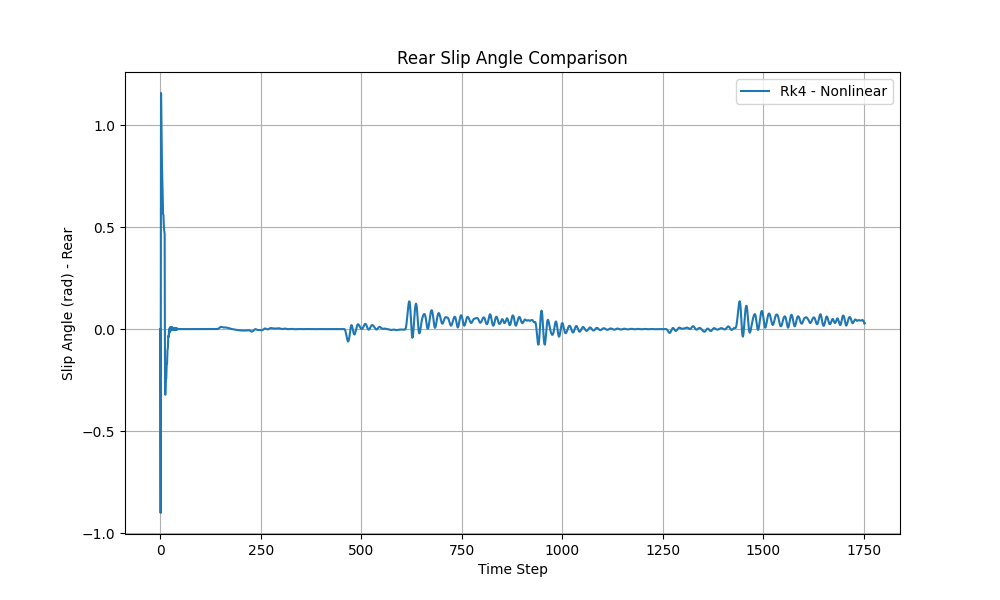 Rear Slip Angle Comparison
Rk4 - Nonlinear
1.0
0.5
0.0
−0.5
−1.0
Slip Angle (rad) - Rear
0 250 500 750 1000 1250 1500 1750
Time Step